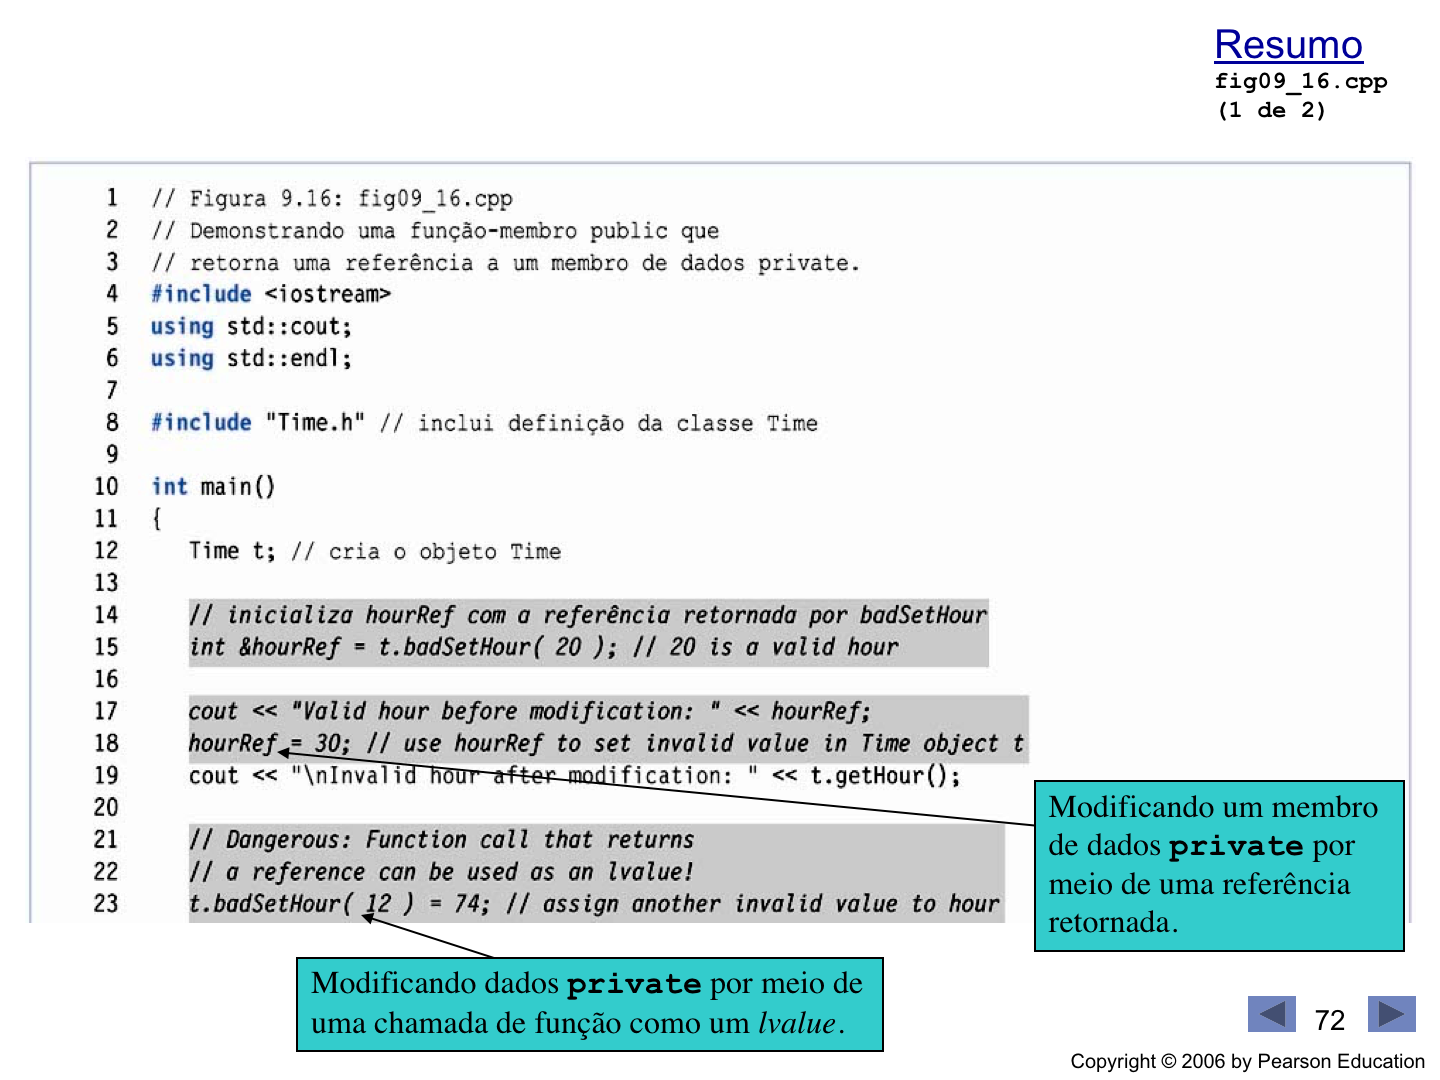 Resumo
fig09_16.cpp
(1 de 2)
1 // Figura 9.16: fig09_16.cpp
2 // Demonstrando uma função-membro public que
3 // retorna uma referência a um membro de dados private.
4 #include <iostream>
5 using std::cout;
6 using std::endl;
7
8 #include "Time.h" // inclui definição da classe Time
9
10 int main()
11 {
12 Time t; // cria o objeto Time
13
14 // inicializa hourRef com a referência retornada por badSetHour
15 int &hourRef = t.badSetHour( 20 ); // 20 is a valid hour
16
17 cout << "Valid hour before modification: " << hourRef;
18 hourRef = 30; // use hourRef to set invalid value in Time object t
19 cout << "\nInvalid hour after modification: " << t.getHour();
20
21 // Dangerous: Function call that returns
22 // a reference can be used as an lvalue!
23 t.badSetHour( 12 ) = 74; // assign another invalid value to hour
Modificando um membro
de dados private por
meio de uma referência
retornada.
Modificando dados private por meio de
uma chamada de função como um lvalue.
72
Copyright © 2006 by Pearson Education